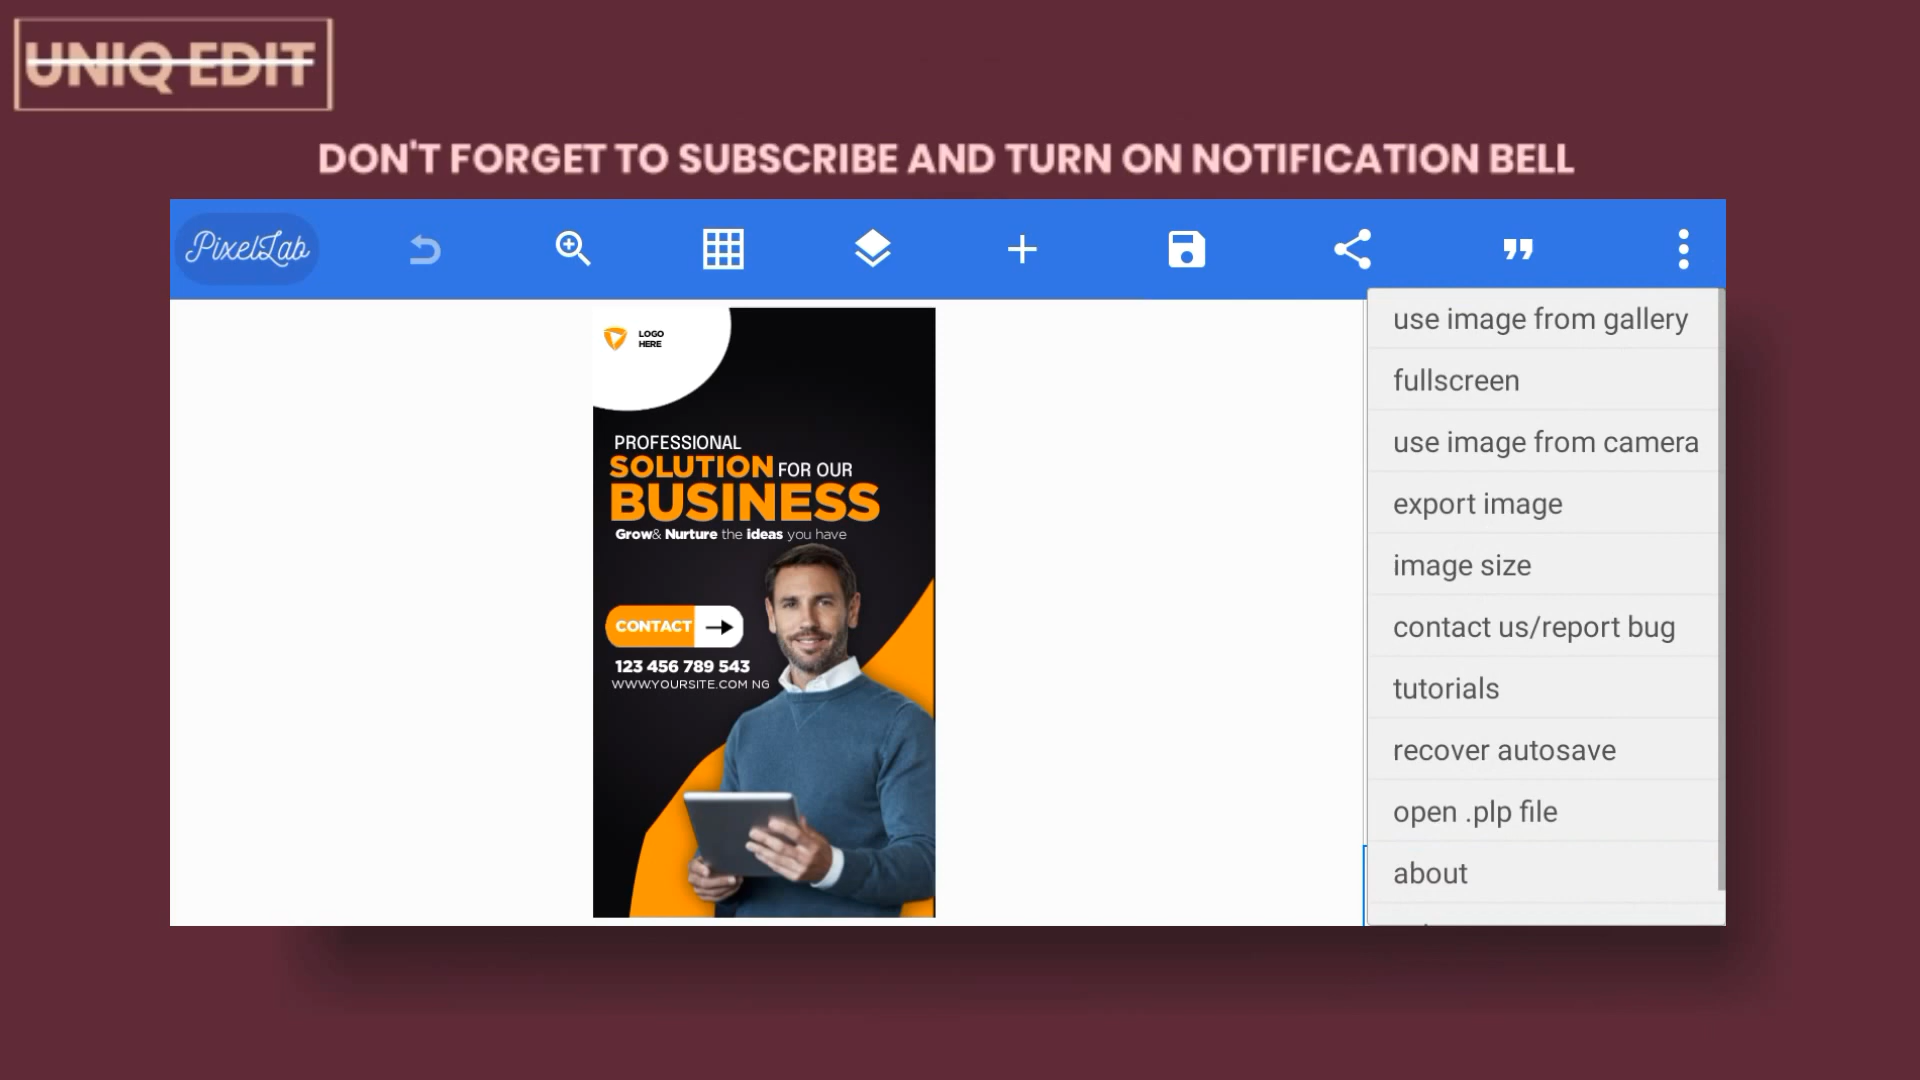 UNIQ EDIT
DON'T FORGET TO SUBSCRIBE AND TURN ON NOTIFICATION BELL
PixelLab
LOGO
HERE
PROFESSIONAL
SOLUTION FOR OUR
BUSINESS
Grow& Nurture the ideas you have
CONTACT
123 456 789 543
WWW.YOURSITE.COM NG
use image from gallery
fullscreen
use image from camera
export image
image size
contact us/report bug
tutorials
recover autosave
open .plp file
about